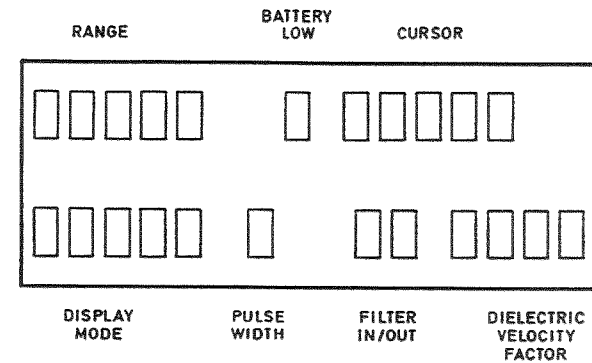 RANGE
BATTERY
LOW
CURSOR
DISPLAY
MODE
PULSE
WIDTH
FILTER
IN/OUT
DIELECTRIC
VELOCITY
FACTOR